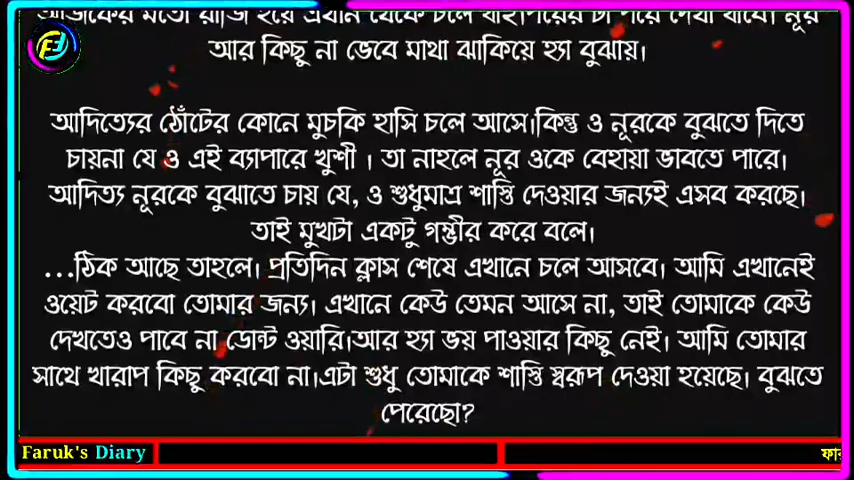 আর কিছু না ভেবে মাথা ঝাকিয়ে হ্যা বুঝায়।
আদিত্যের ঠোঁটের কোনে মুচকি হাসি চলে আসে।কিন্তু ও নূরকে বুঝতে দিতে
চায়না যে ও এই ব্যাপারে খুশী । তা নাহলে নূর ওকে বেহায়া ভাবতে পারে।
আদিত্য নূরকে বুঝাতে চায় যে, ও শুধুমাত্র শাস্তি দেওয়ার জন্যই এসব করছে।
তাই মুখটা একটু গম্ভীর করে বলে।
...ঠিক আছে তাহলে। প্রতিদিন ক্লাস শেষে এখানে চলে আসবে। আমি এখানেই
ওয়েট করবো তোমার জন্য। এখানে কেউ তেমন আসে না, তাই তোমাকে কেউ
দেখতেও পাবে না ডোন্ট ওয়ারি।আর হ্যা ভয় পাওয়ার কিছু নেই। আমি তোমার
সাথে খারাপ কিছু করবো না।এটা শুধু তোমাকে শাস্তি স্বরূপ দেওয়া হয়েছে। বুঝতে
পেরেছো?
Faruk's Diary